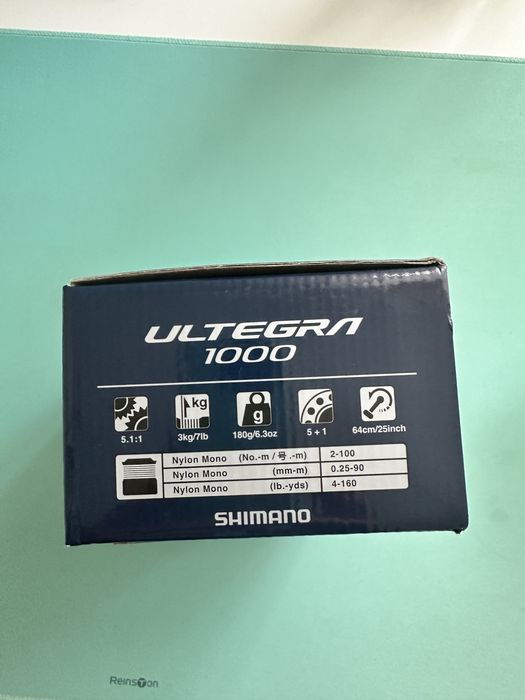 ULTEGRA
1000
kg
g
5.1:1
3kg/7lb
180g/6.3oz
5 + 1
64cm/25inch
Nylon Mono (No.-m / 号.-m) 2-100
Nylon Mono (mm-m) 0.25-90
Nylon Mono (lb.-yds) 4-160
SHIMANO
ReinsTon